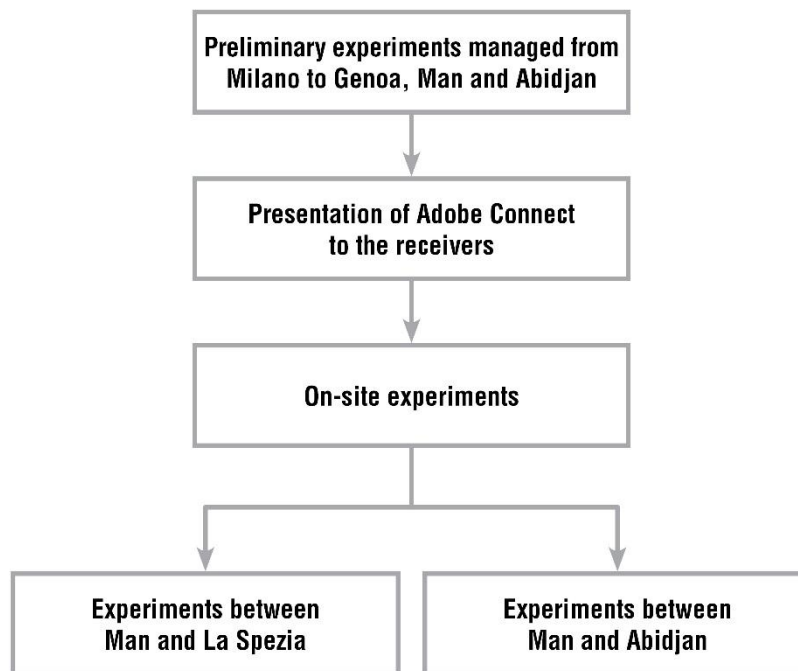 Preliminary experiments managed from
Milano to Genoa, Man and Abidjan
Presentation of Adobe Connect
to the receivers
On-site experiments
Experiments between
Man and La Spezia
Experiments between
Man and Abidjan